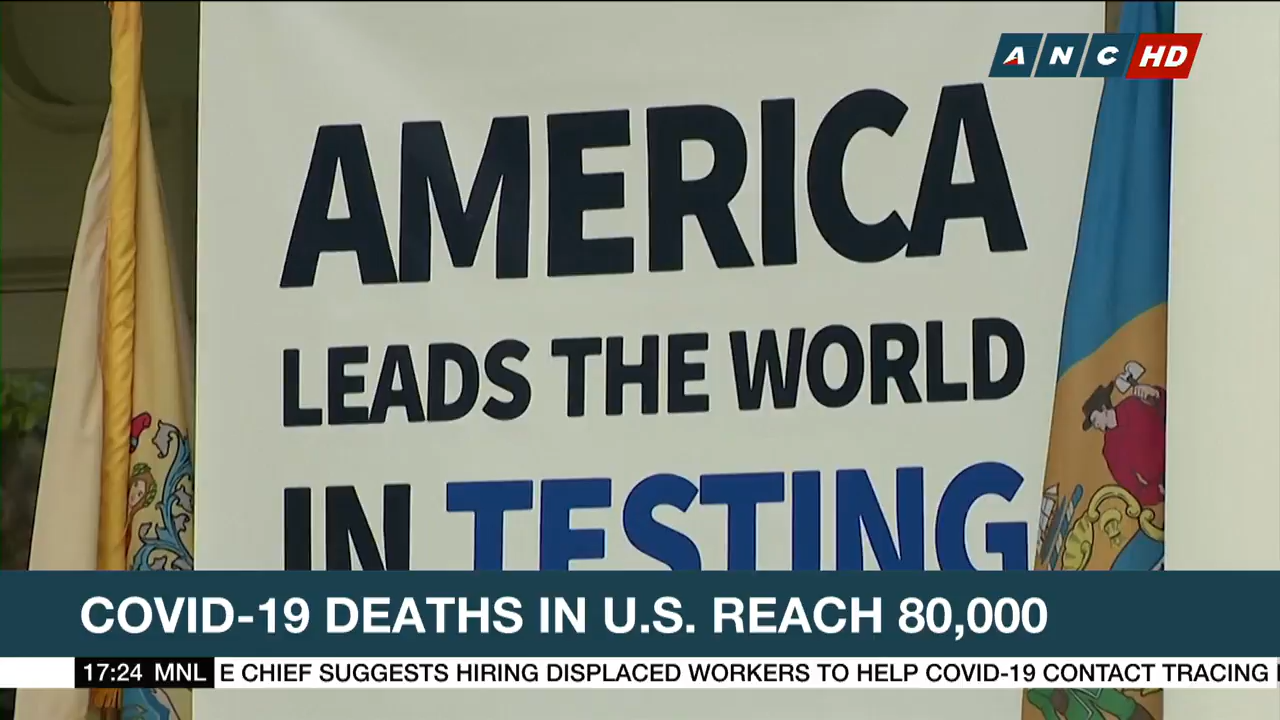 ANC HD
AMERICA
LEADS THE WORLD
IN TESTING
COVID-19 DEATHS IN U.S. REACH 80,000
17:24 MNL
E CHIEF SUGGESTS HIRING DISPLACED WORKERS TO HELP COVID-19 CONTACT TRACING